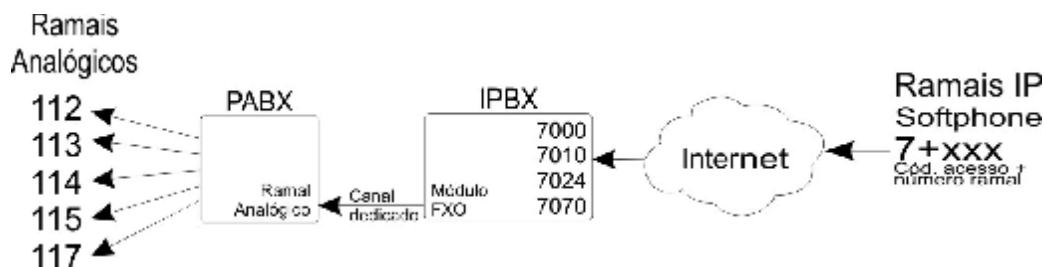 Ramais
Analógicos
112
113
114
115
117
PABX
Ramal
Analógico
Canal
dedicado
IPBX
7000
7010
7024
7070
Módulo
FXO
Internet
Ramais IP
Softphone
7+xxx
Cód. acesso +
número ramal